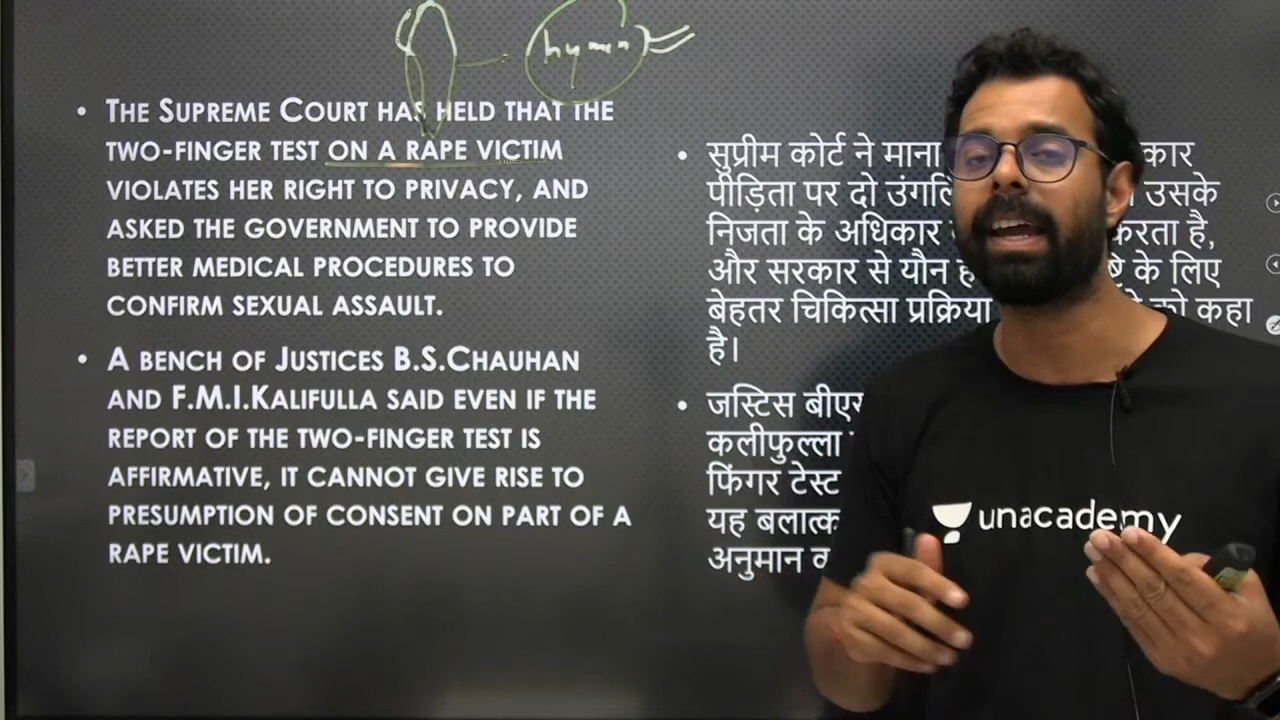 hymen
THE SUPREME COURT HAS HELD THAT THE
TWO-FINGER TEST ON A RAPE VICTIM
VIOLATES HER RIGHT TO PRIVACY, AND
ASKED THE GOVERNMENT TO PROVIDE
BETTER MEDICAL PROCEDURES TO
CONFIRM SEXUAL ASSAULT.
A BENCH OF JUSTICES B.S.CHAUHAN
AND F.M.I.KALIFULLA SAID EVEN IF THE
REPORT OF THE TWO-FINGER TEST IS
AFFIRMATIVE, IT CANNOT GIVE RISE TO
PRESUMPTION OF CONSENT ON PART OF A
RAPE VICTIM.
सुप्रीम कोर्ट ने माना
पीड़िता पर दो उसके
निजता के अधिकार करता है,
और सरकार से यौन के लिए
बेहतर चिकित्सा प्रक्रिया को कहा
है।
जस्टिस
कलीफुल्ला
फिंगर टेस्ट
यह
अनुमान
unacademy